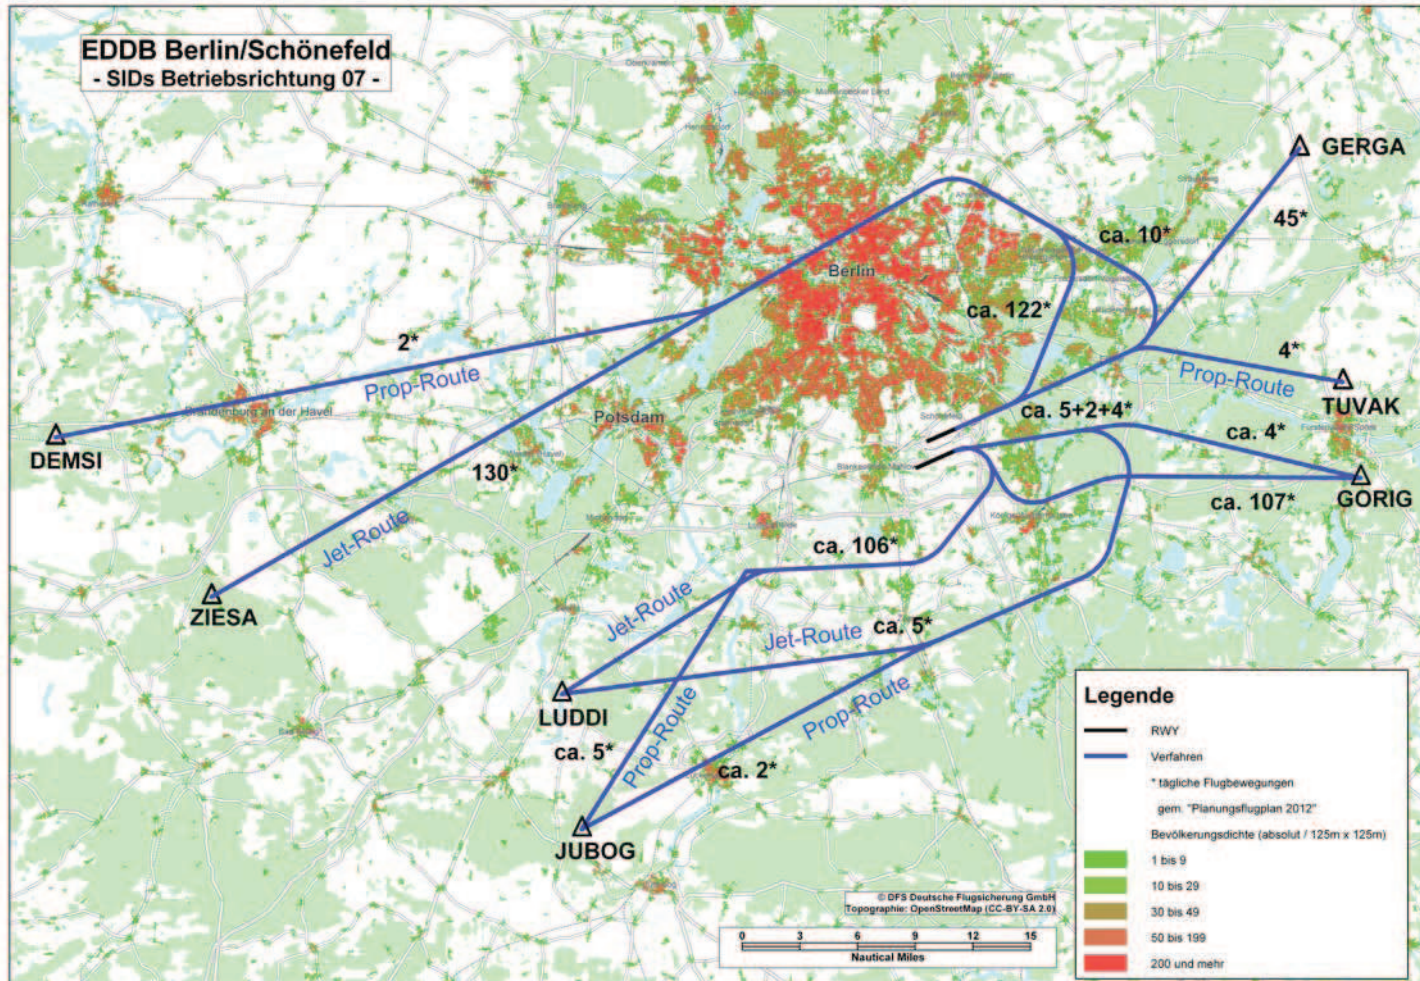 EDDB Berlin/Schönefeld
- SIDs Betriebsrichtung 07 -
GERGA
45*
ca. 10*
Berlin
ca. 122*
2*
Prop-Route
4*
Prop-Route
TUVAK
Brandenburg an der Havel
Potsdam
ca. 5+2+4*
DEMSI
ca. 4*
130*
GORIG
ca. 107*
Jet-Route
ca. 106*
ZIESA
Jet-Route
Jet-Route
ca. 5*
LUDDI
Prop-Route
Prop-Route
ca. 5*
ca. 2*
JUBOG
Legende
RWY
Verfahren
* tägliche Flugbewegungen
gem. "Planungsflugplan 2012"
Bevölkerungsdichte (absolut / 125m x 125m)
1 bis 9
10 bis 29
30 bis 49
50 bis 199
200 und mehr
© DFS Deutsche Flugsicherung GmbH
Topographie: OpenStreetMap (CC-BY-SA 2.0)
0 3 6 9 12 15
Nautical Miles